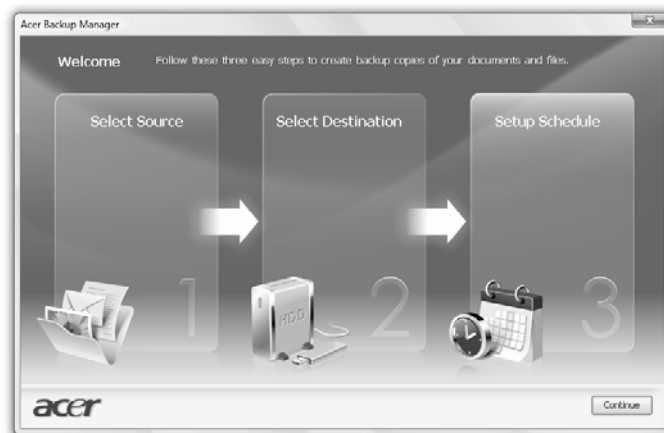 Acer Backup Manager
x
Welcome
Follow these three easy steps to create backup copies of your documents and files.
Select Source
Select Destination
Setup Schedule
HDD
1
2
3
acer
Continue